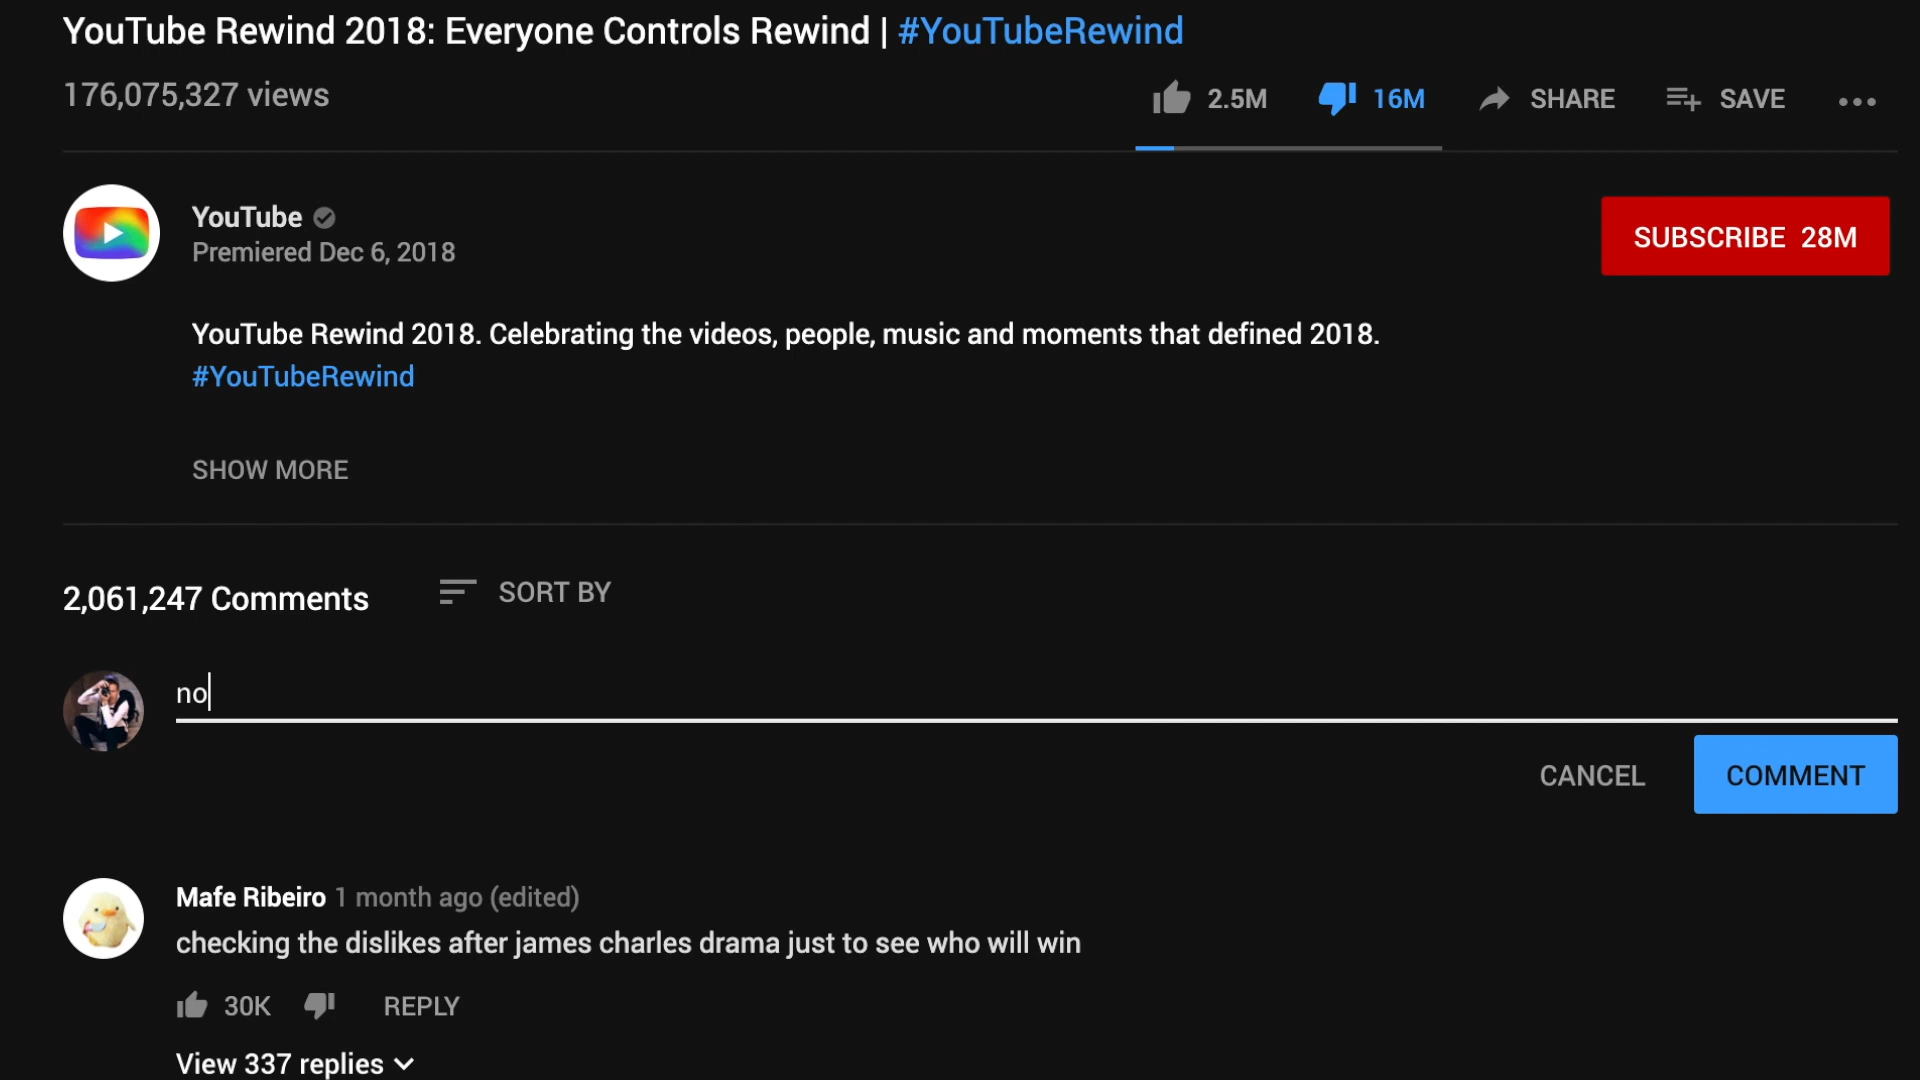 YouTube Rewind 2018: Everyone Controls Rewind | #YouTubeRewind
176,075,327 views
2.5M
16M
SHARE
SAVE
YouTube
Premiered Dec 6, 2018
SUBSCRIBE 28M
YouTube Rewind 2018. Celebrating the videos, people, music and moments that defined 2018.
#YouTubeRewind
SHOW MORE
2,061,247 Comments
SORT BY
no
CANCEL
COMMENT
Mafe Ribeiro 1 month ago (edited)
checking the dislikes after james charles drama just to see who will win
30K
REPLY
View 337 replies